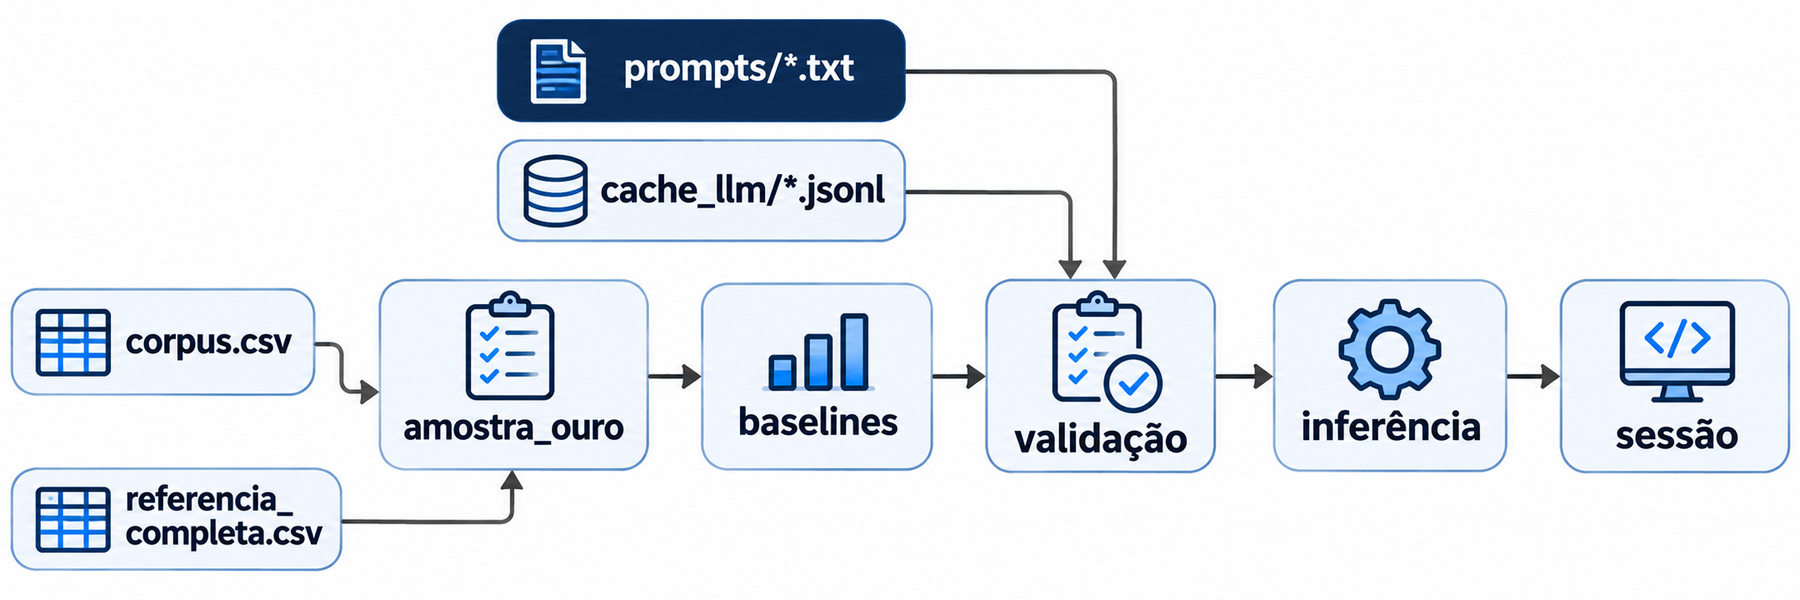 prompts/*.txt
cache_llm/*.jsonl
corpus.csv
referencia_
completa.csv
amostra_ouro
baselines
validação
inferência
sessão